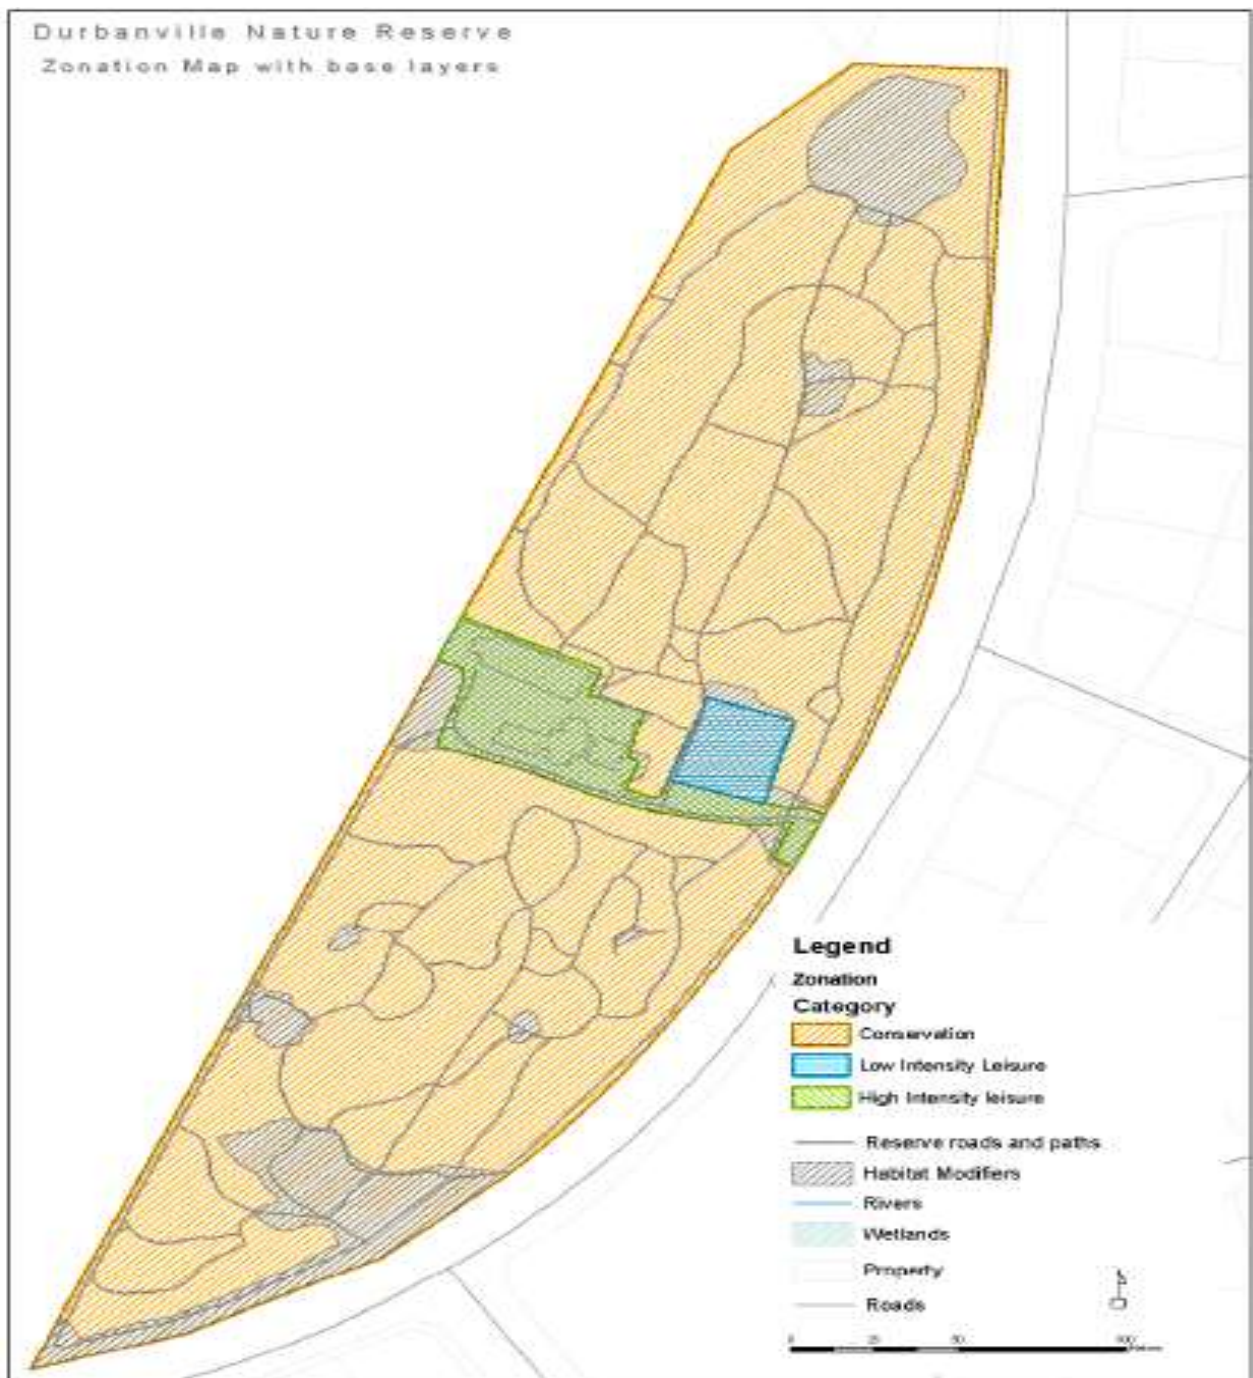 Durbanville Nature Reserve
Zonation Map with base layers
Legend
Zonation
Category
Conservation
Low Intensity Leisure
High Intensity leisure
Reserve roads and paths
Habitat Modifiers
Rivers
Wetlands
Property
Roads
0 25 50 100